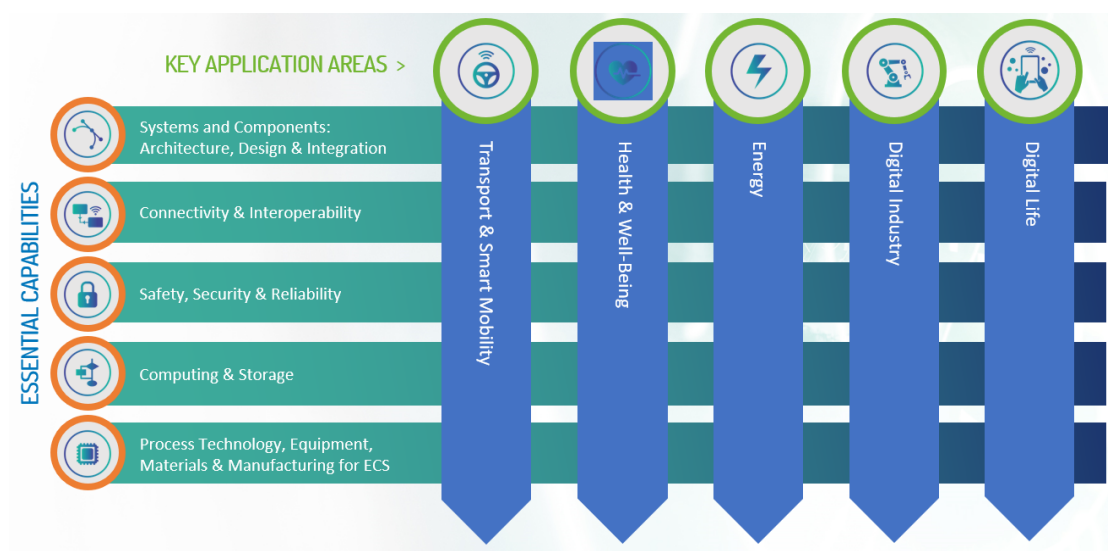 KEY APPLICATION AREAS >
Transport & Smart Mobility
Health & Well-Being
Energy
Digital Industry
Digital Life
ESSENTIAL CAPABILITIES
Systems and Components:
Architecture, Design & Integration
Connectivity & Interoperability
Safety, Security & Reliability
Computing & Storage
Process Technology, Equipment,
Materials & Manufacturing for ECS